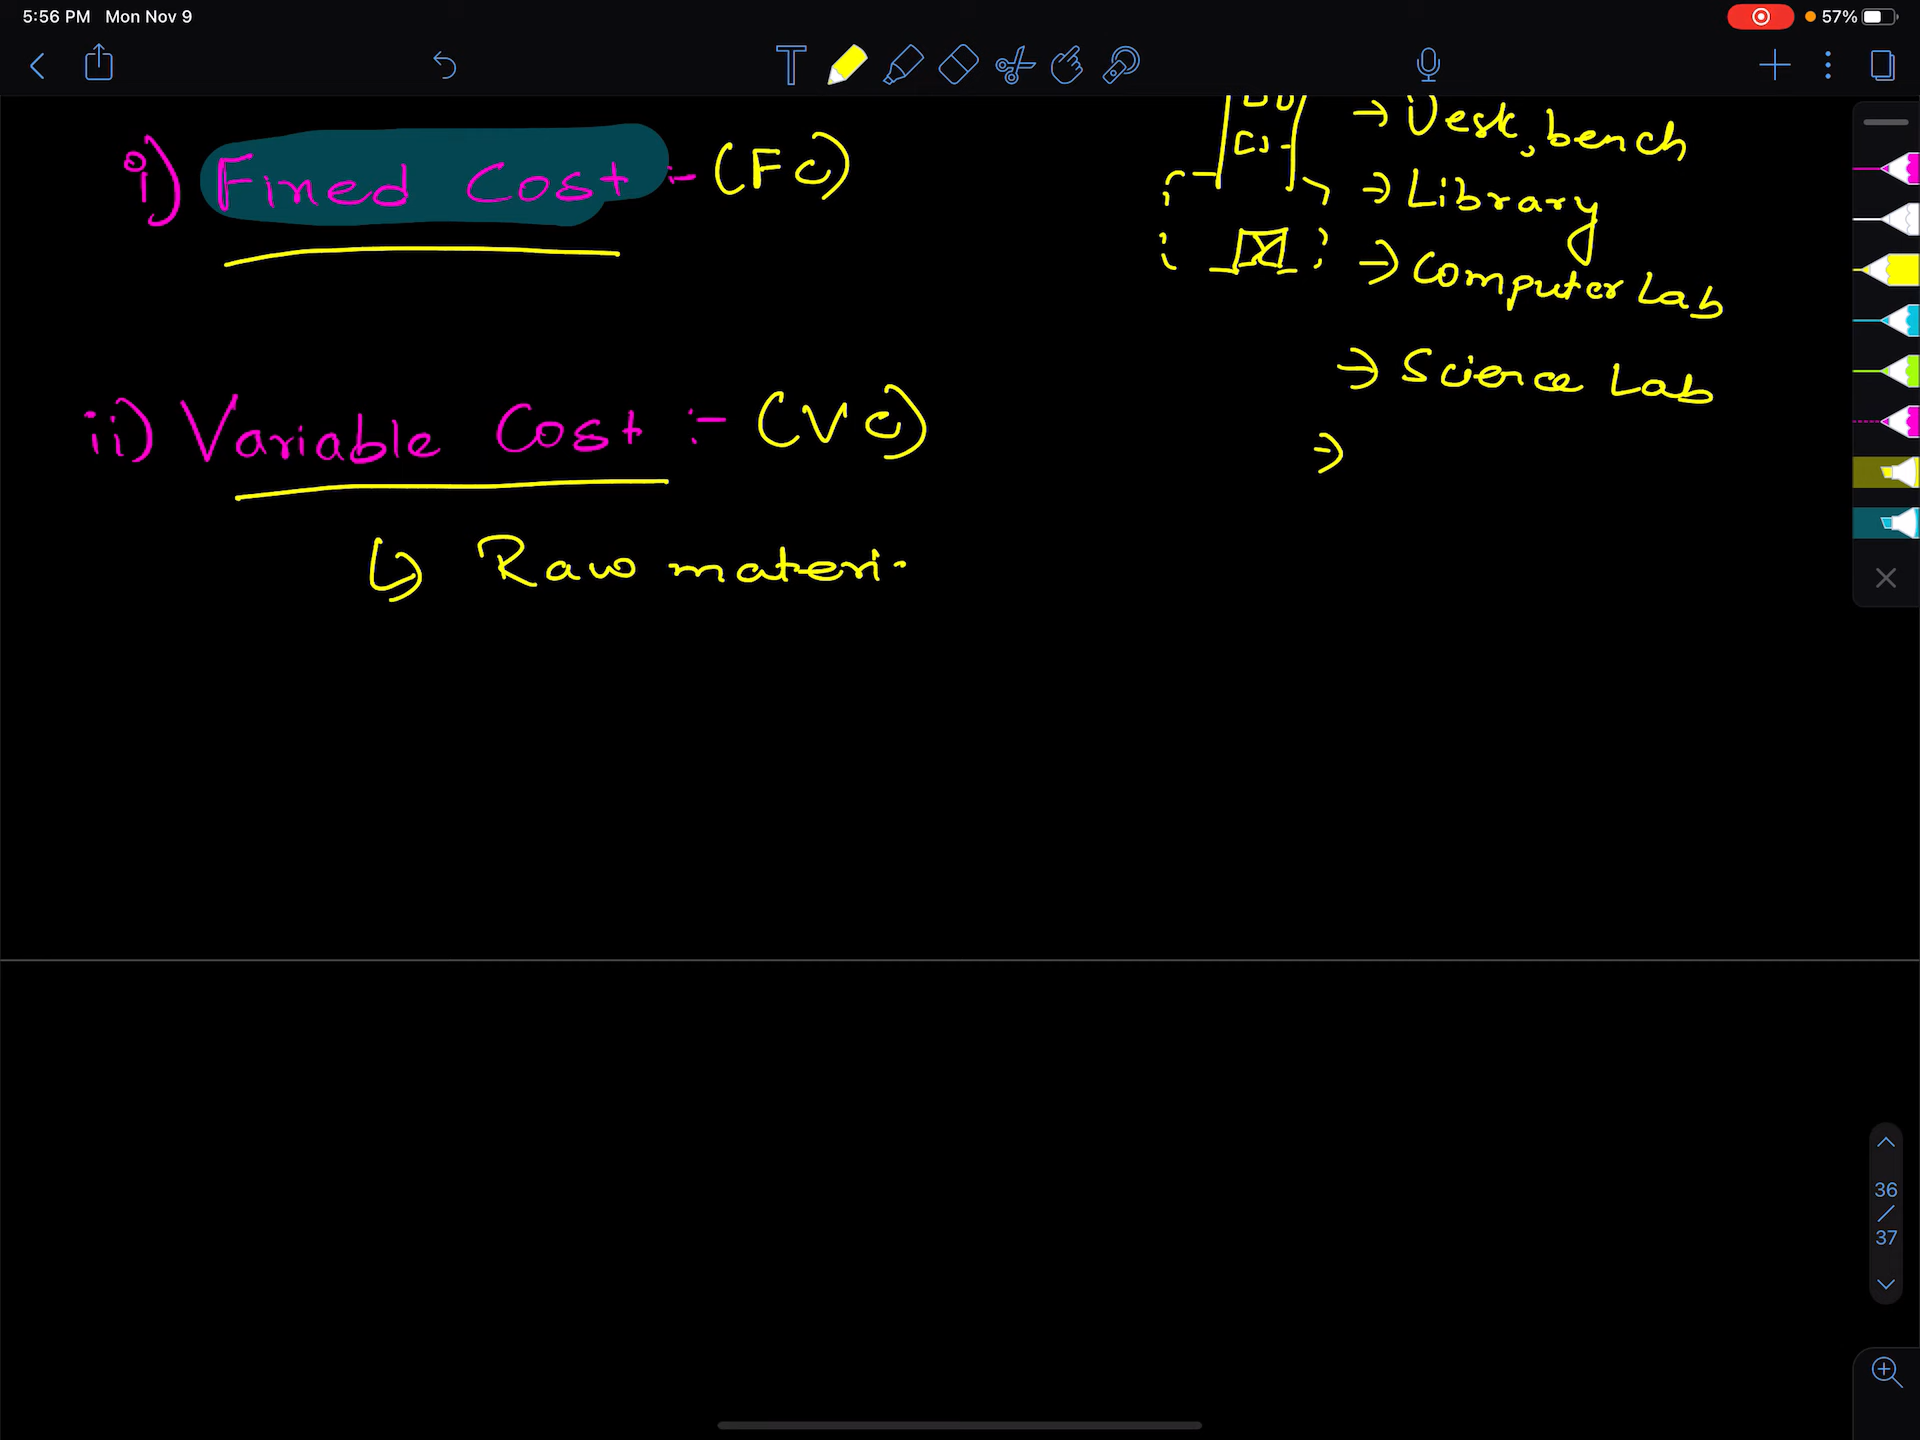 5:56 PM Mon Nov 9
57%
i) Fixed Cost :- (FC)
→ Desk, bench
→ Library
→ Computer Lab
→ Science Lab
→
ii) Variable Cost :- (VC)
↳ Raw materi
36
/
37